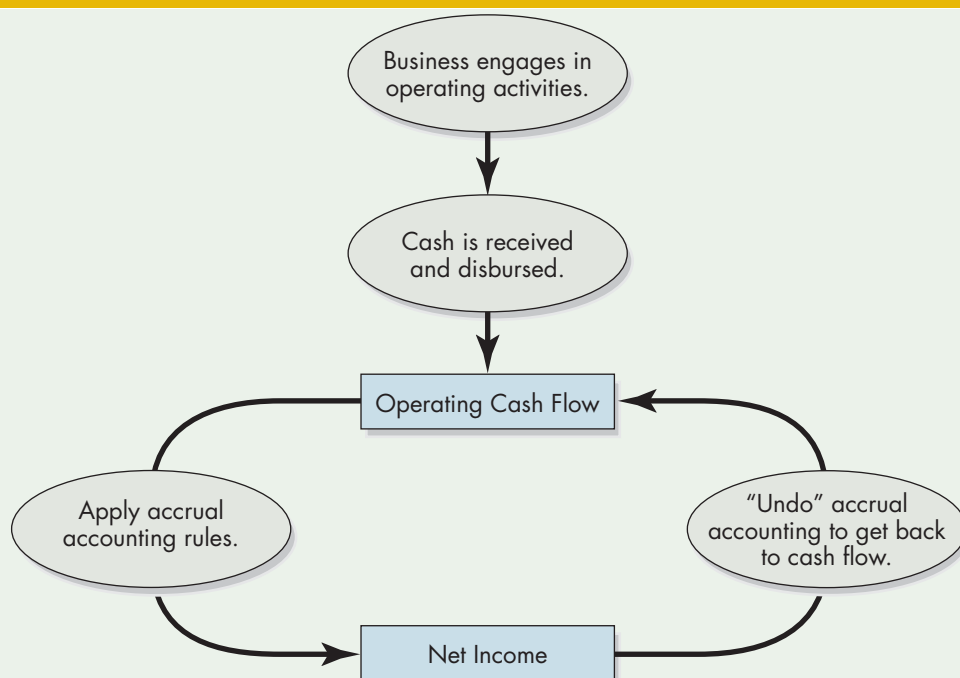 Business engages in
operating activities.
Cash is received
and disbursed.
Operating Cash Flow
Apply accrual
accounting rules.
“Undo” accrual
accounting to get back
to cash flow.
Net Income